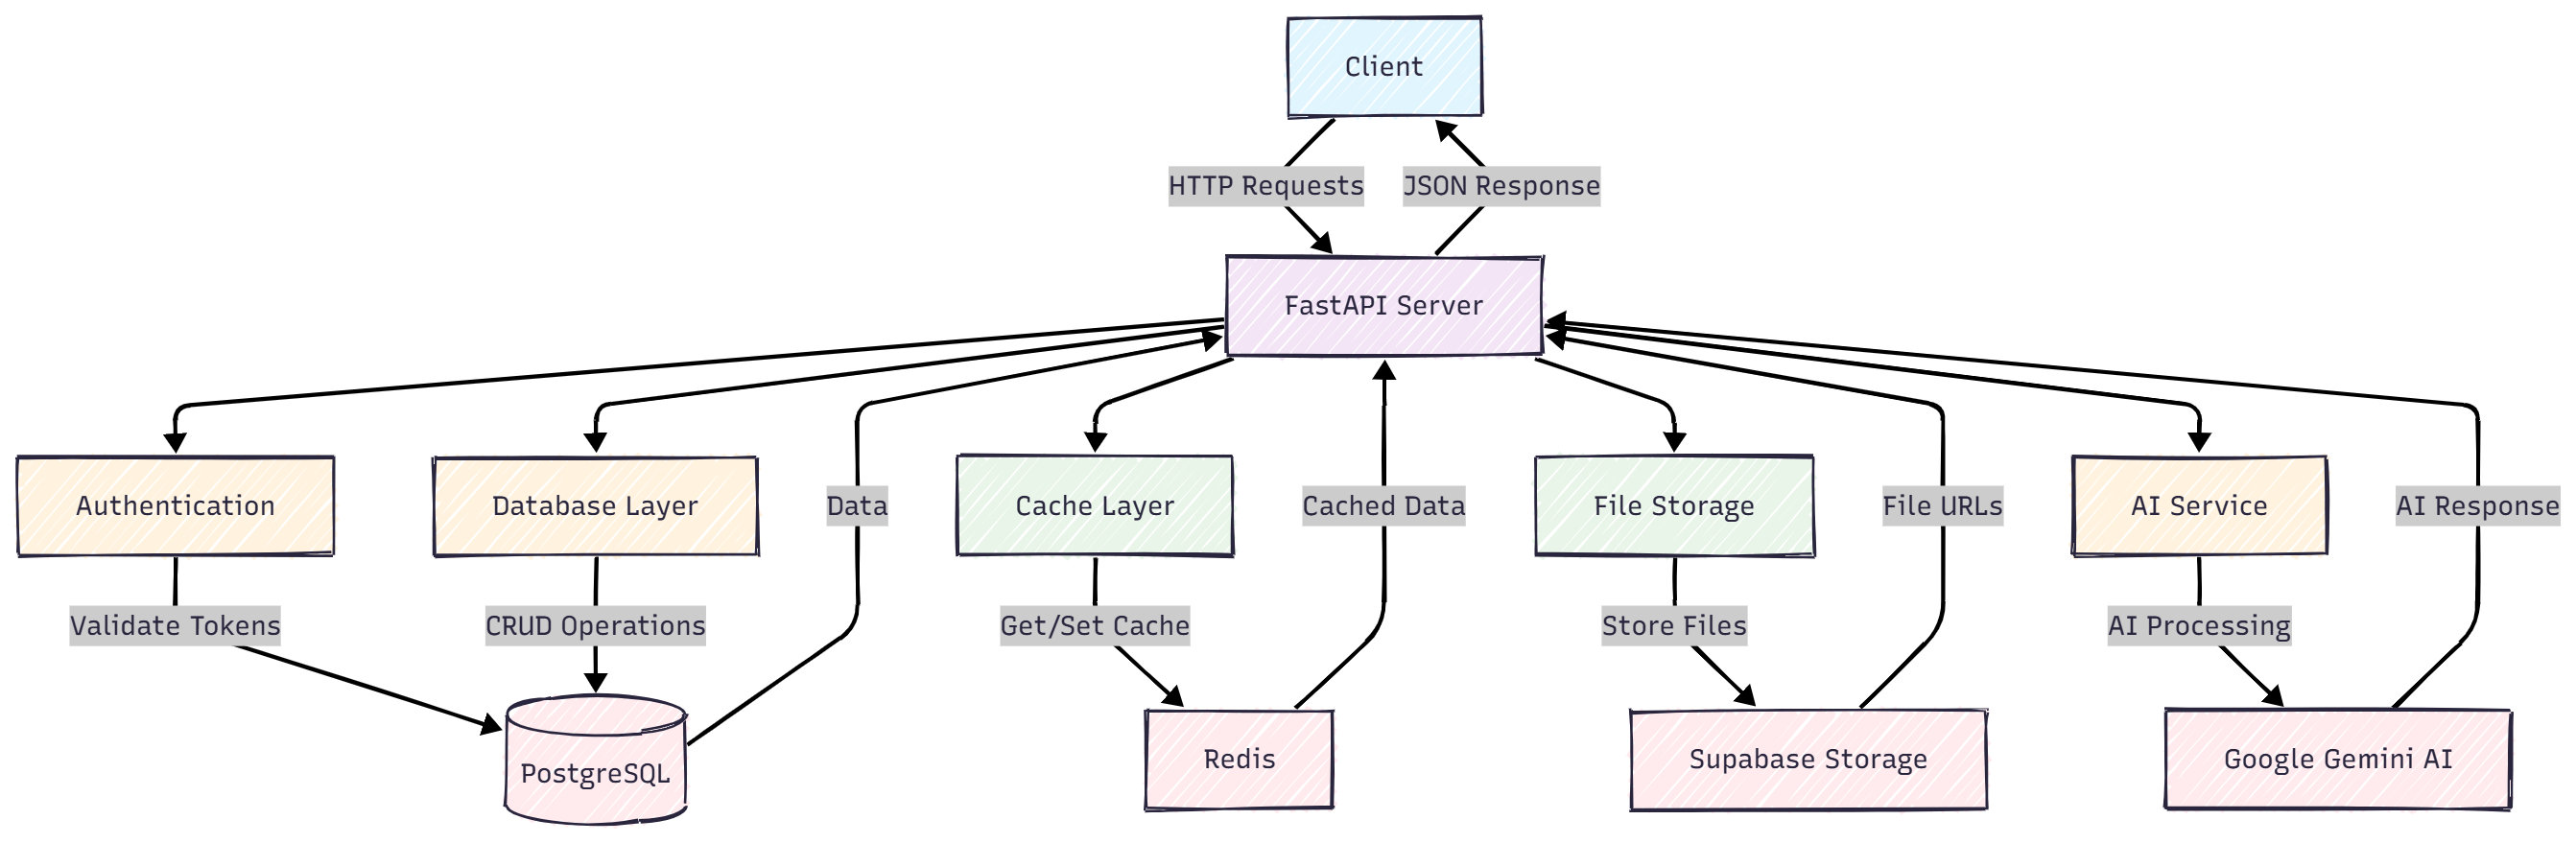 Client
HTTP Requests
JSON Response
FastAPI Server
Authentication
Database Layer
Data
Cache Layer
Cached Data
File Storage
File URLs
AI Service
AI Response
Validate Tokens
CRUD Operations
Get/Set Cache
Store Files
AI Processing
PostgreSQL
Redis
Supabase Storage
Google Gemini AI